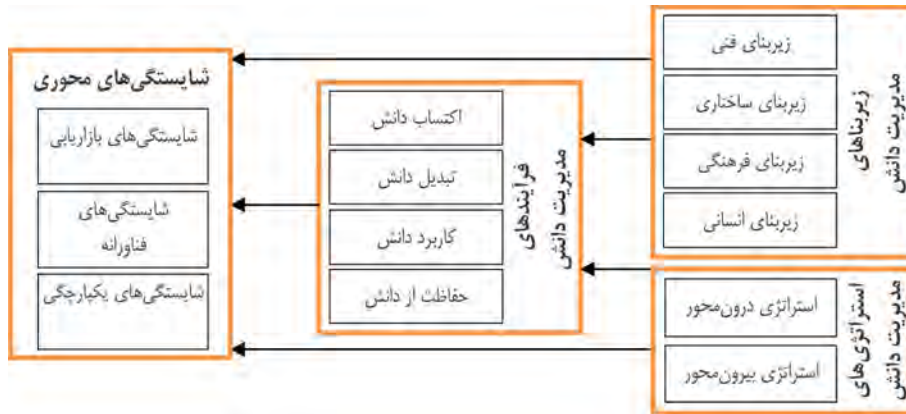 زیربناهای
مدیریت دانش
زیربنای فنی
زیربنای ساختاری
زیربنای فرهنگی
زیربنای انسانی
استراتژی‌های
مدیریت دانش
استراتژی درون‌محور
استراتژی بیرون‌محور
فرآیندهای
مدیریت دانش
اکتساب دانش
تبدیل دانش
کاربرد دانش
حفاظت از دانش
شایستگی‌های محوری
شایستگی‌های بازاریابی
شایستگی‌های
فناورانه
شایستگی‌های یکپارچگی